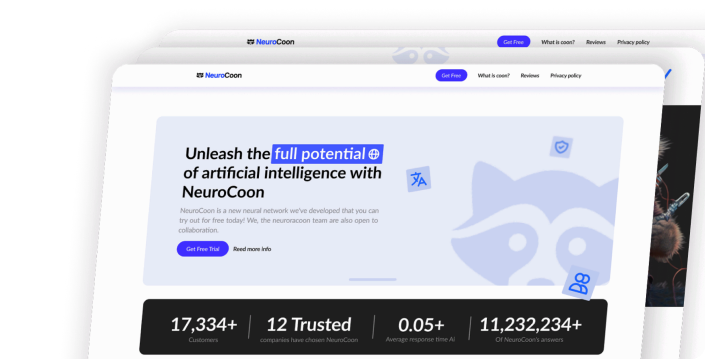 NeuroCoon Get Free What is coon? Reviews Privacy policy
NeuroCoon Get Free What is coon? Reviews Privacy policy
Unleash the full potential
of artificial intelligence with
NeuroCoon
NeuroCoon is a new neural network we've developed that you can
try out for free today! We, the neuroracoon team are also open to
collaboration.
Get Free Trial Reed more info
17,334+ 12 Trusted 0.05+ 11,232,234+
Customers companies have chosen NeuroCoon Average response time AI Of NeuroCoon's answers